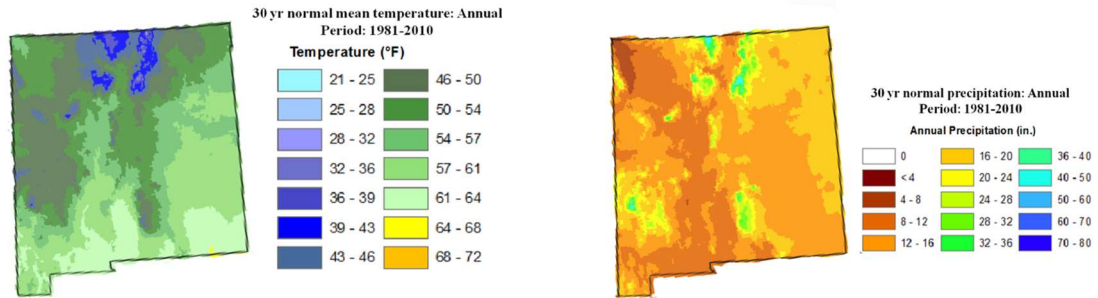 30 yr normal mean temperature: Annual
Period: 1981-2010
Temperature (°F)
21 - 25
25 - 28
28 - 32
32 - 36
36 - 39
39 - 43
43 - 46
46 - 50
50 - 54
54 - 57
57 - 61
61 - 64
64 - 68
68 - 72
30 yr normal precipitation: Annual
Period: 1981-2010
Annual Precipitation (in.)
0
< 4
4 - 8
8 - 12
12 - 16
16 - 20
20 - 24
24 - 28
28 - 32
32 - 36
36 - 40
40 - 50
50 - 60
60 - 70
70 - 80